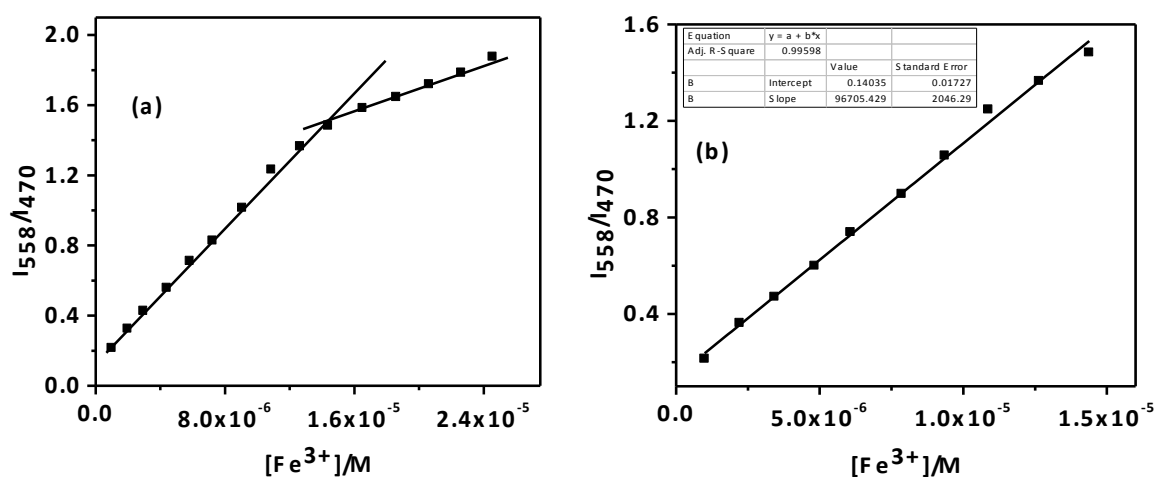 2.0
1.6
1.2
0.8
0.4
0.0
I558/I470
(a)
0.0 8.0x10-6 1.6x10-5 2.4x10-5
[Fe3+]/M
1.6
1.2
0.8
0.4
I558/I470
Equation y = a + b*x
Adj. R-Square 0.99598
Value Standard Error
B Intercept 0.14035 0.01727
B Slope 96705.429 2046.29
(b)
0.0 5.0x10-6 1.0x10-5 1.5x10-5
[Fe3+]/M